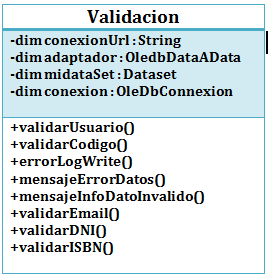 Validacion
-dim conexionUrl : String
-dim adaptador : OledbDataAData
-dim midataSet : Dataset
-dim conexion : OleDbConnexion
+validarUsuario()
+validarCodigo()
+errorLogWrite()
+mensajeErrorDatos()
+mensajeInfoDatoInvalido()
+validarEmail()
+validarDNI()
+validarISBN()